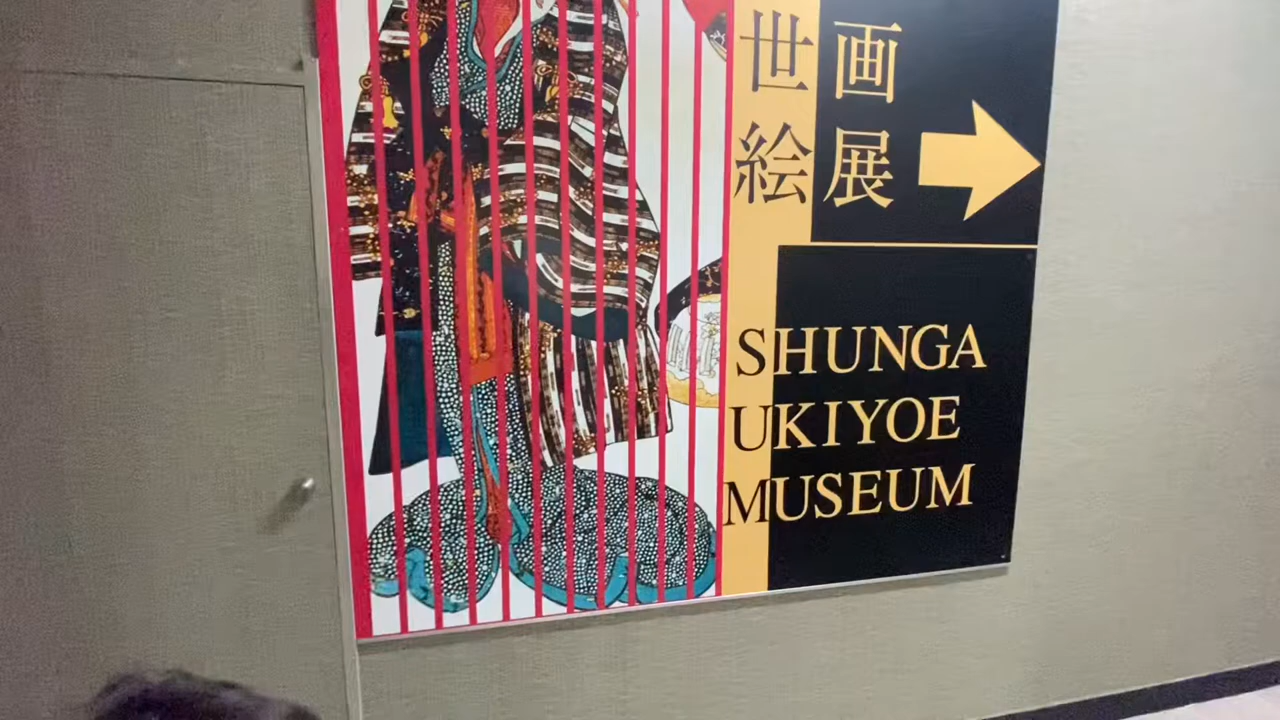 世絵
画展
SHUNGA
UKIYOE
MUSEUM